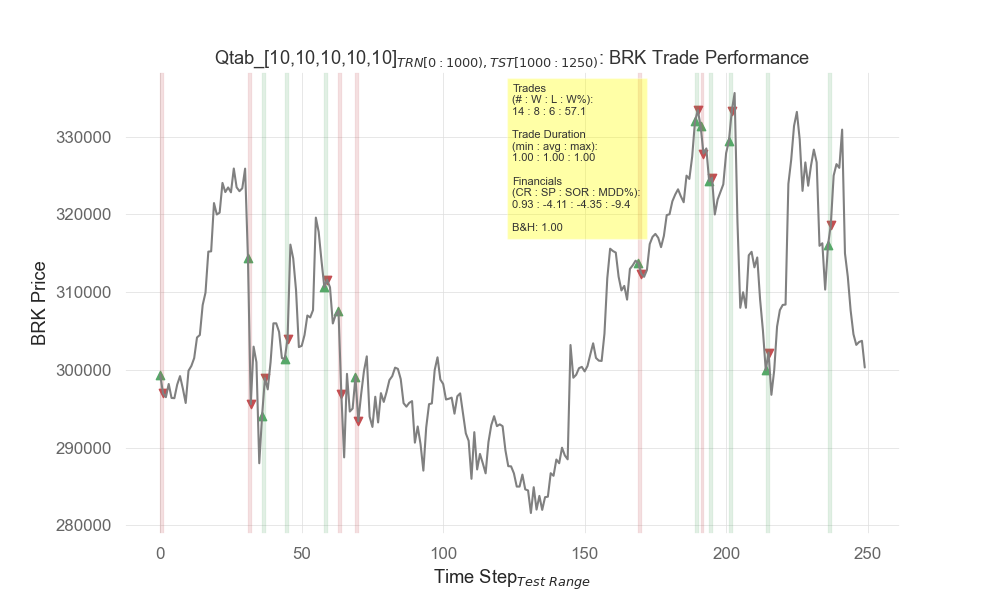 Qtab_[10,10,10,10,10]TRN[0 : 1000), TST[1000 : 1250): BRK Trade Performance
Trades
(# : W : L : W%):
14 : 8 : 6 : 57.1
Trade Duration
(min : avg : max):
1.00 : 1.00 : 1.00
Financials
(CR : SP : SOR : MDD%):
0.93 : -4.11 : -4.35 : -9.4
B&H: 1.00
BRK Price
330000
320000
310000
300000
290000
280000
0 50 100 150 200 250
Time StepTest Range